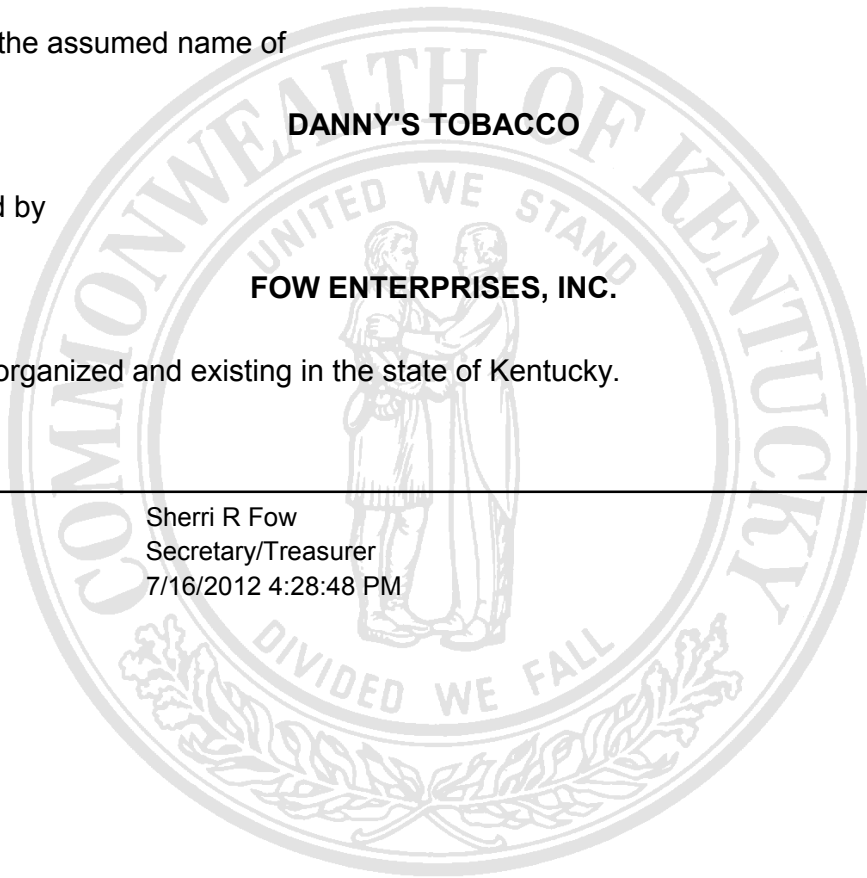 the assumed name of
DANNY'S TOBACCO
d by
FOW ENTERPRISES, INC.
organized and existing in the state of Kentucky.
Sherri R Fow
Secretary/Treasurer
7/16/2012 4:28:48 PM
COMMONWEALTH OF KENTUCKY
UNITED WE STAND
DIVIDED WE FALL